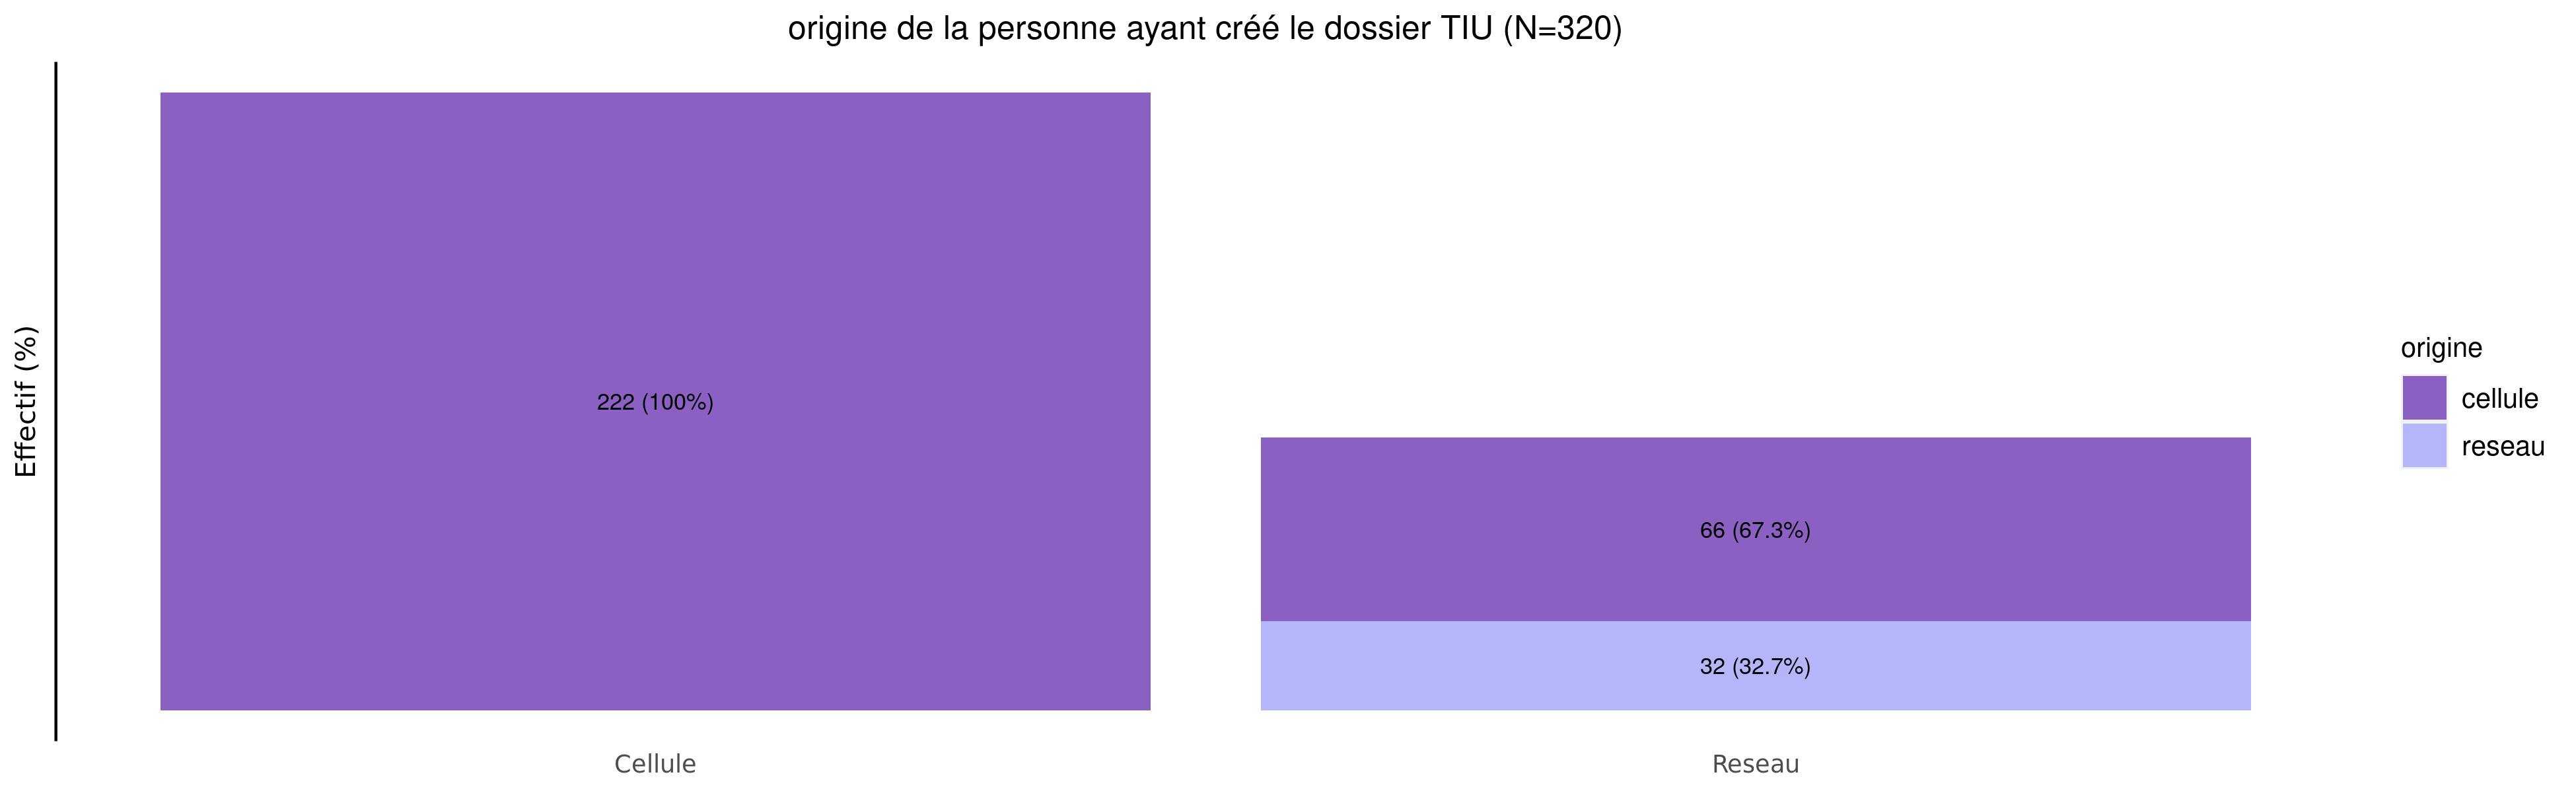 origine de la personne ayant créé le dossier TIU (N=320)
Effectif (%)
222 (100%)
66 (67.3%)
32 (32.7%)
Cellule
Reseau
origine
cellule
reseau